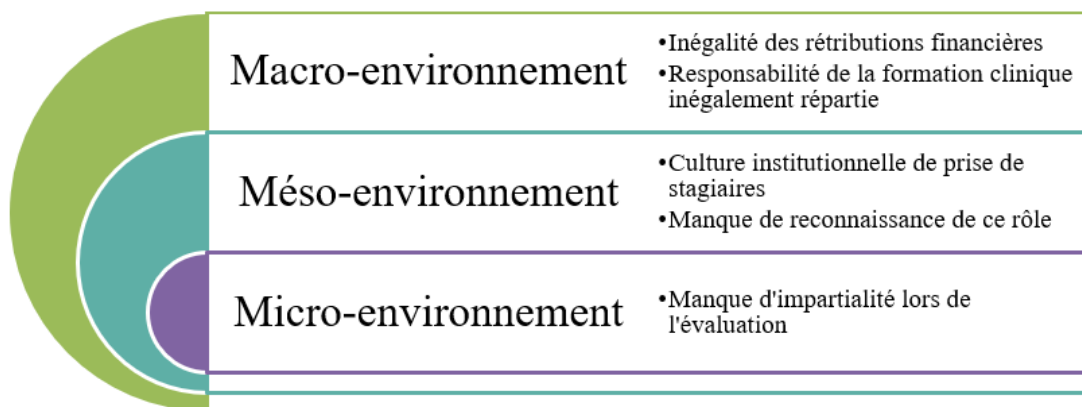 Macro-environnement
•Inégalité des rétributions financières
•Responsabilité de la formation clinique
inégalement répartie
Méso-environnement
•Culture institutionnelle de prise de
stagiaires
•Manque de reconnaissance de ce rôle
Micro-environnement
•Manque d'impartialité lors de
l'évaluation